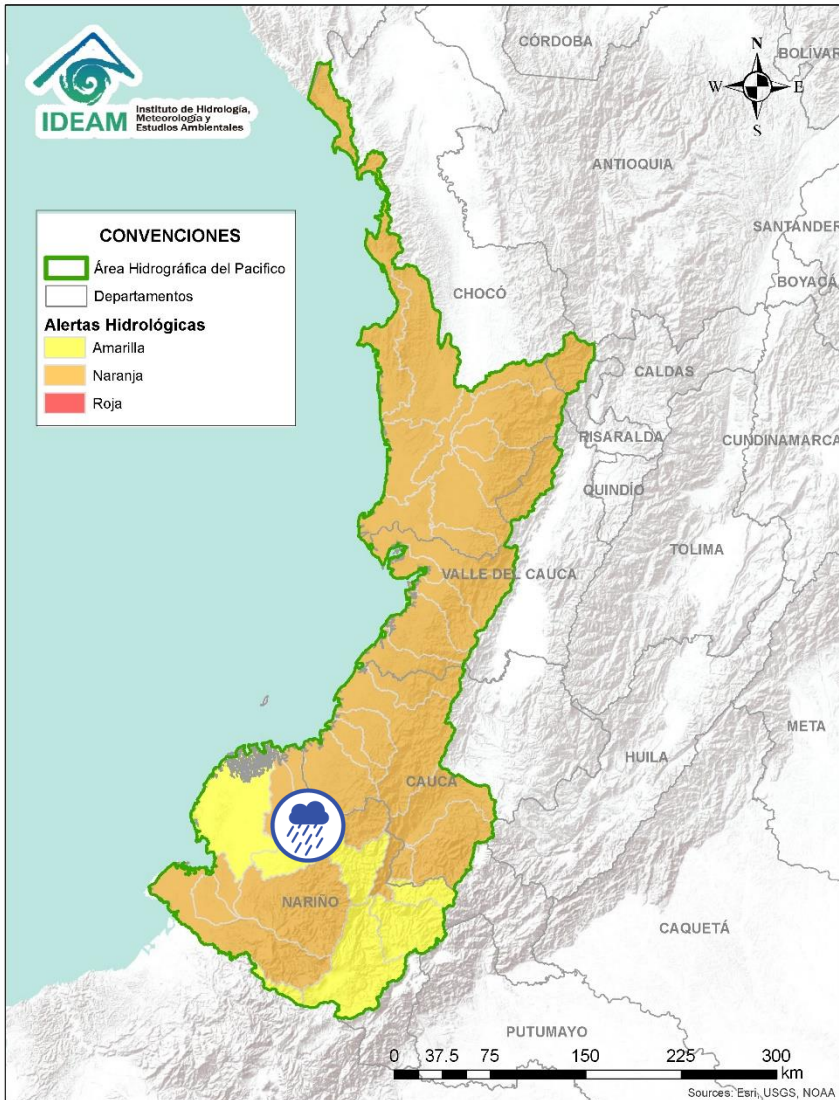 IDEAM
Instituto de Hidrología,
Meteorología y
Estudios Ambientales
CÓRDOBA
BOLÍVAR
N
W
E
S
ANTIOQUIA
SANTANDER
BOYACÁ
CONVENCIONES
Área Hidrográfica del Pacifico
Departamentos
Alertas Hidrológicas
Amarilla
Naranja
Roja
CHOCÓ
CALDAS
RISARALDA
CUNDINAMARCA
QUINDÍO
TOLIMA
VALLE DEL CAUCA
META
HUILA
CAUCA
NARIÑO
CAQUETÁ
PUTUMAYO
0 37.5 75 150 225 300
km
Sources: Esri, USGS, NOAA